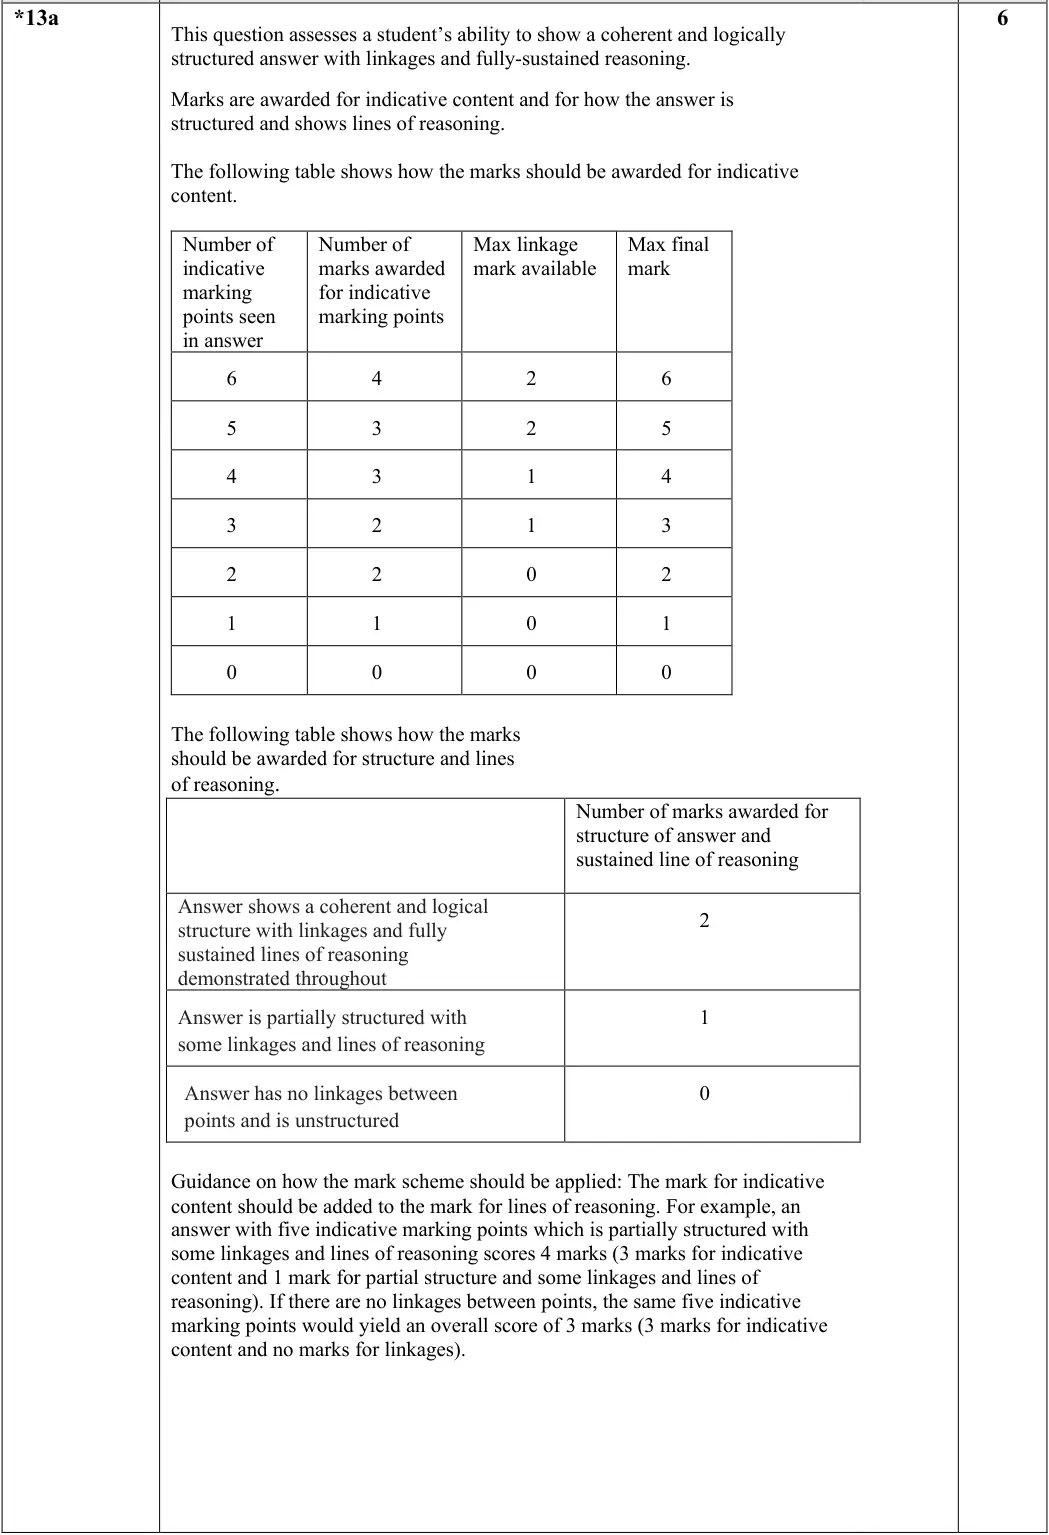 *13a
6
This question assesses a student’s ability to show a coherent and logically
structured answer with linkages and fully-sustained reasoning.
Marks are awarded for indicative content and for how the answer is
structured and shows lines of reasoning.
The following table shows how the marks should be awarded for indicative
content.
Number of indicative marking points seen in answer | Number of marks awarded for indicative marking points | Max linkage mark available | Max final mark
6 4 2 6
5 3 2 5
4 3 1 4
3 2 1 3
2 2 0 2
1 1 0 1
0 0 0 0
The following table shows how the marks
should be awarded for structure and lines
of reasoning.
Number of marks awarded for
structure of answer and
sustained line of reasoning
Answer shows a coherent and logical
structure with linkages and fully
sustained lines of reasoning
demonstrated throughout
2
Answer is partially structured with
some linkages and lines of reasoning
1
Answer has no linkages between
points and is unstructured
0
Guidance on how the mark scheme should be applied: The mark for indicative
content should be added to the mark for lines of reasoning. For example, an
answer with five indicative marking points which is partially structured with
some linkages and lines of reasoning scores 4 marks (3 marks for indicative
content and 1 mark for partial structure and some linkages and lines of
reasoning). If there are no linkages between points, the same five indicative
marking points would yield an overall score of 3 marks (3 marks for indicative
content and no marks for linkages).